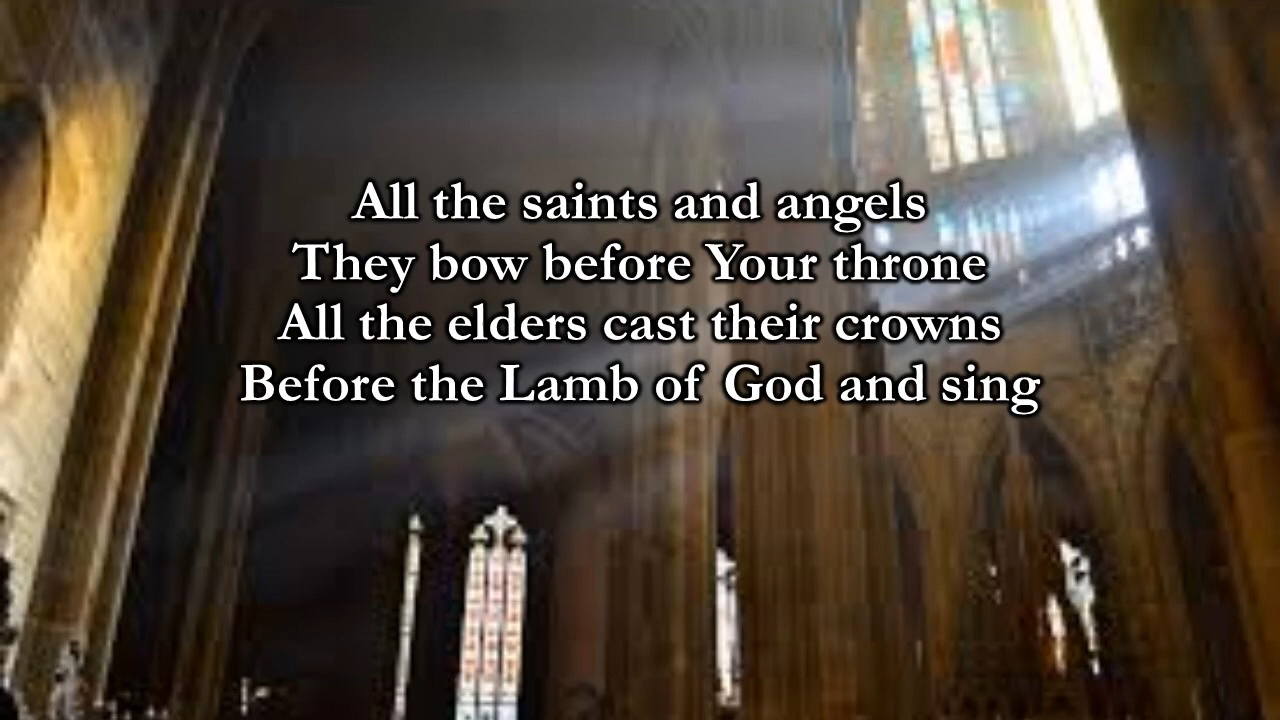 All the saints and angels
They bow before Your throne
All the elders cast their crowns
Before the Lamb of God and sing